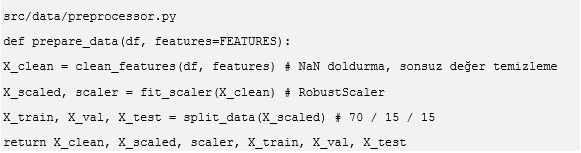 src/data/preprocessor.py
def prepare_data(df, features=FEATURES):
X_clean = clean_features(df, features) # NaN doldurma, sonsuz değer temizleme
X_scaled, scaler = fit_scaler(X_clean) # RobustScaler
X_train, X_val, X_test = split_data(X_scaled) # 70 / 15 / 15
return X_clean, X_scaled, scaler, X_train, X_val, X_test